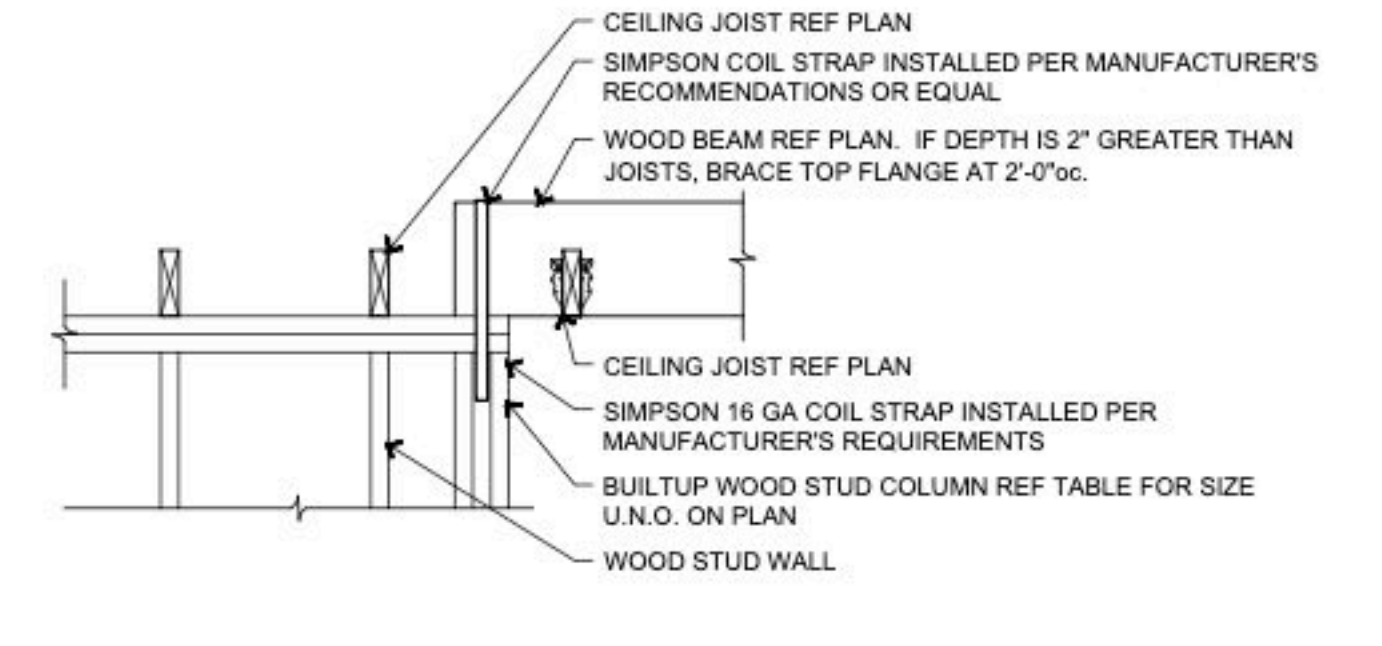 CEILING JOIST REF PLAN
SIMPSON COIL STRAP INSTALLED PER MANUFACTURER'S
RECOMMENDATIONS OR EQUAL
WOOD BEAM REF PLAN. IF DEPTH IS 2" GREATER THAN
JOISTS, BRACE TOP FLANGE AT 2'-0"oc.
CEILING JOIST REF PLAN
SIMPSON 16 GA COIL STRAP INSTALLED PER
MANUFACTURER'S REQUIREMENTS
BUILTUP WOOD STUD COLUMN REF TABLE FOR SIZE
U.N.O. ON PLAN
WOOD STUD WALL